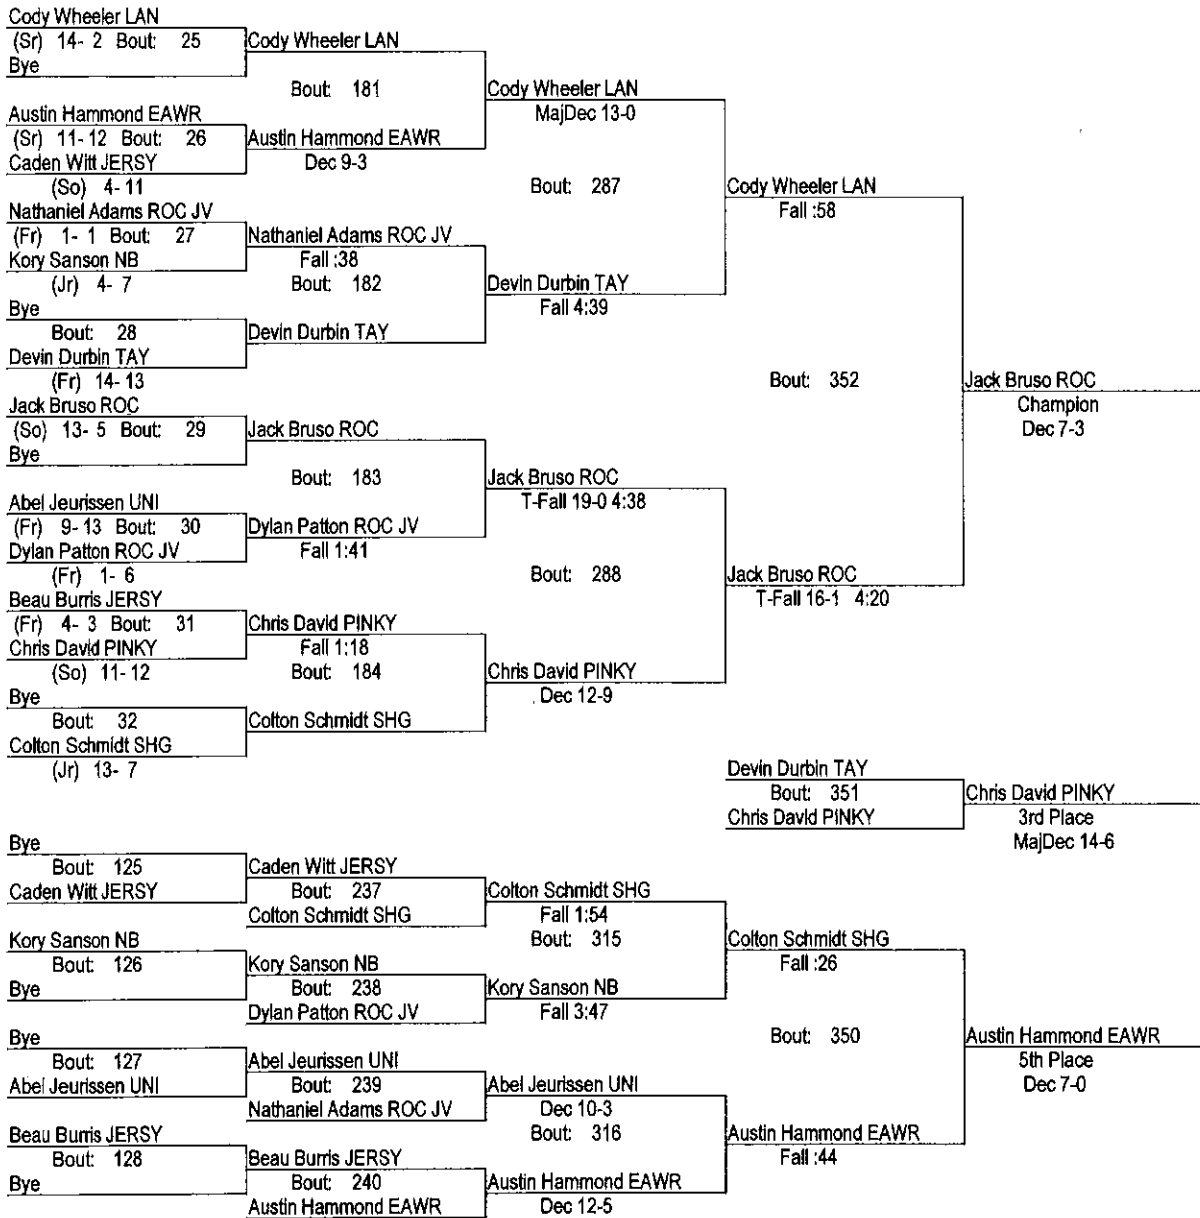 Cody Wheeler LAN
(Sr) 14- 2 Bout: 25
Bye
Cody Wheeler LAN
Bout: 181
Austin Hammond EAWR
(Sr) 11- 12 Bout: 26
Caden Witt JERSY
(So) 4- 11
Austin Hammond EAWR
Dec 9-3
Cody Wheeler LAN
MajDec 13-0
Bout: 287
Nathaniel Adams ROC JV
(Fr) 1- 1 Bout: 27
Kory Sanson NB
(Jr) 4- 7
Nathaniel Adams ROC JV
Fall :38
Bout: 182
Bye
Bout: 28
Devin Durbin TAY
(Fr) 14- 13
Devin Durbin TAY
Devin Durbin TAY
Fall 4:39
Cody Wheeler LAN
Fall :58
Bout: 352
Jack Bruso ROC
Champion
Dec 7-3
Jack Bruso ROC
(So) 13- 5 Bout: 29
Bye
Jack Bruso ROC
Bout: 183
Abel Jeurissen UNI
(Fr) 9- 13 Bout: 30
Dylan Patton ROC JV
(Fr) 1- 6
Dylan Patton ROC JV
Fall 1:41
Jack Bruso ROC
T-Fall 19-0 4:38
Bout: 288
Beau Burris JERSY
(Fr) 4- 3 Bout: 31
Chris David PINKY
(So) 11- 12
Chris David PINKY
Fall 1:18
Bout: 184
Bye
Bout: 32
Colton Schmidt SHG
(Jr) 13- 7
Colton Schmidt SHG
Chris David PINKY
Dec 12-9
Jack Bruso ROC
T-Fall 16-1 4:20
Devin Durbin TAY
Bout: 351
Chris David PINKY
Chris David PINKY
3rd Place
MajDec 14-6
Bye
Bout: 125
Caden Witt JERSY
Caden Witt JERSY
Bout: 237
Colton Schmidt SHG
Colton Schmidt SHG
Fall 1:54
Bout: 315
Kory Sanson NB
Bout: 126
Bye
Kory Sanson NB
Bout: 238
Dylan Patton ROC JV
Kory Sanson NB
Fall 3:47
Colton Schmidt SHG
Fall :26
Bout: 350
Austin Hammond EAWR
5th Place
Dec 7-0
Bye
Bout: 127
Abel Jeurissen UNI
Abel Jeurissen UNI
Bout: 239
Nathaniel Adams ROC JV
Abel Jeurissen UNI
Dec 10-3
Bout: 316
Beau Burris JERSY
Bout: 128
Bye
Beau Burris JERSY
Bout: 240
Austin Hammond EAWR
Austin Hammond EAWR
Dec 12-5
Austin Hammond EAWR
Fall :44